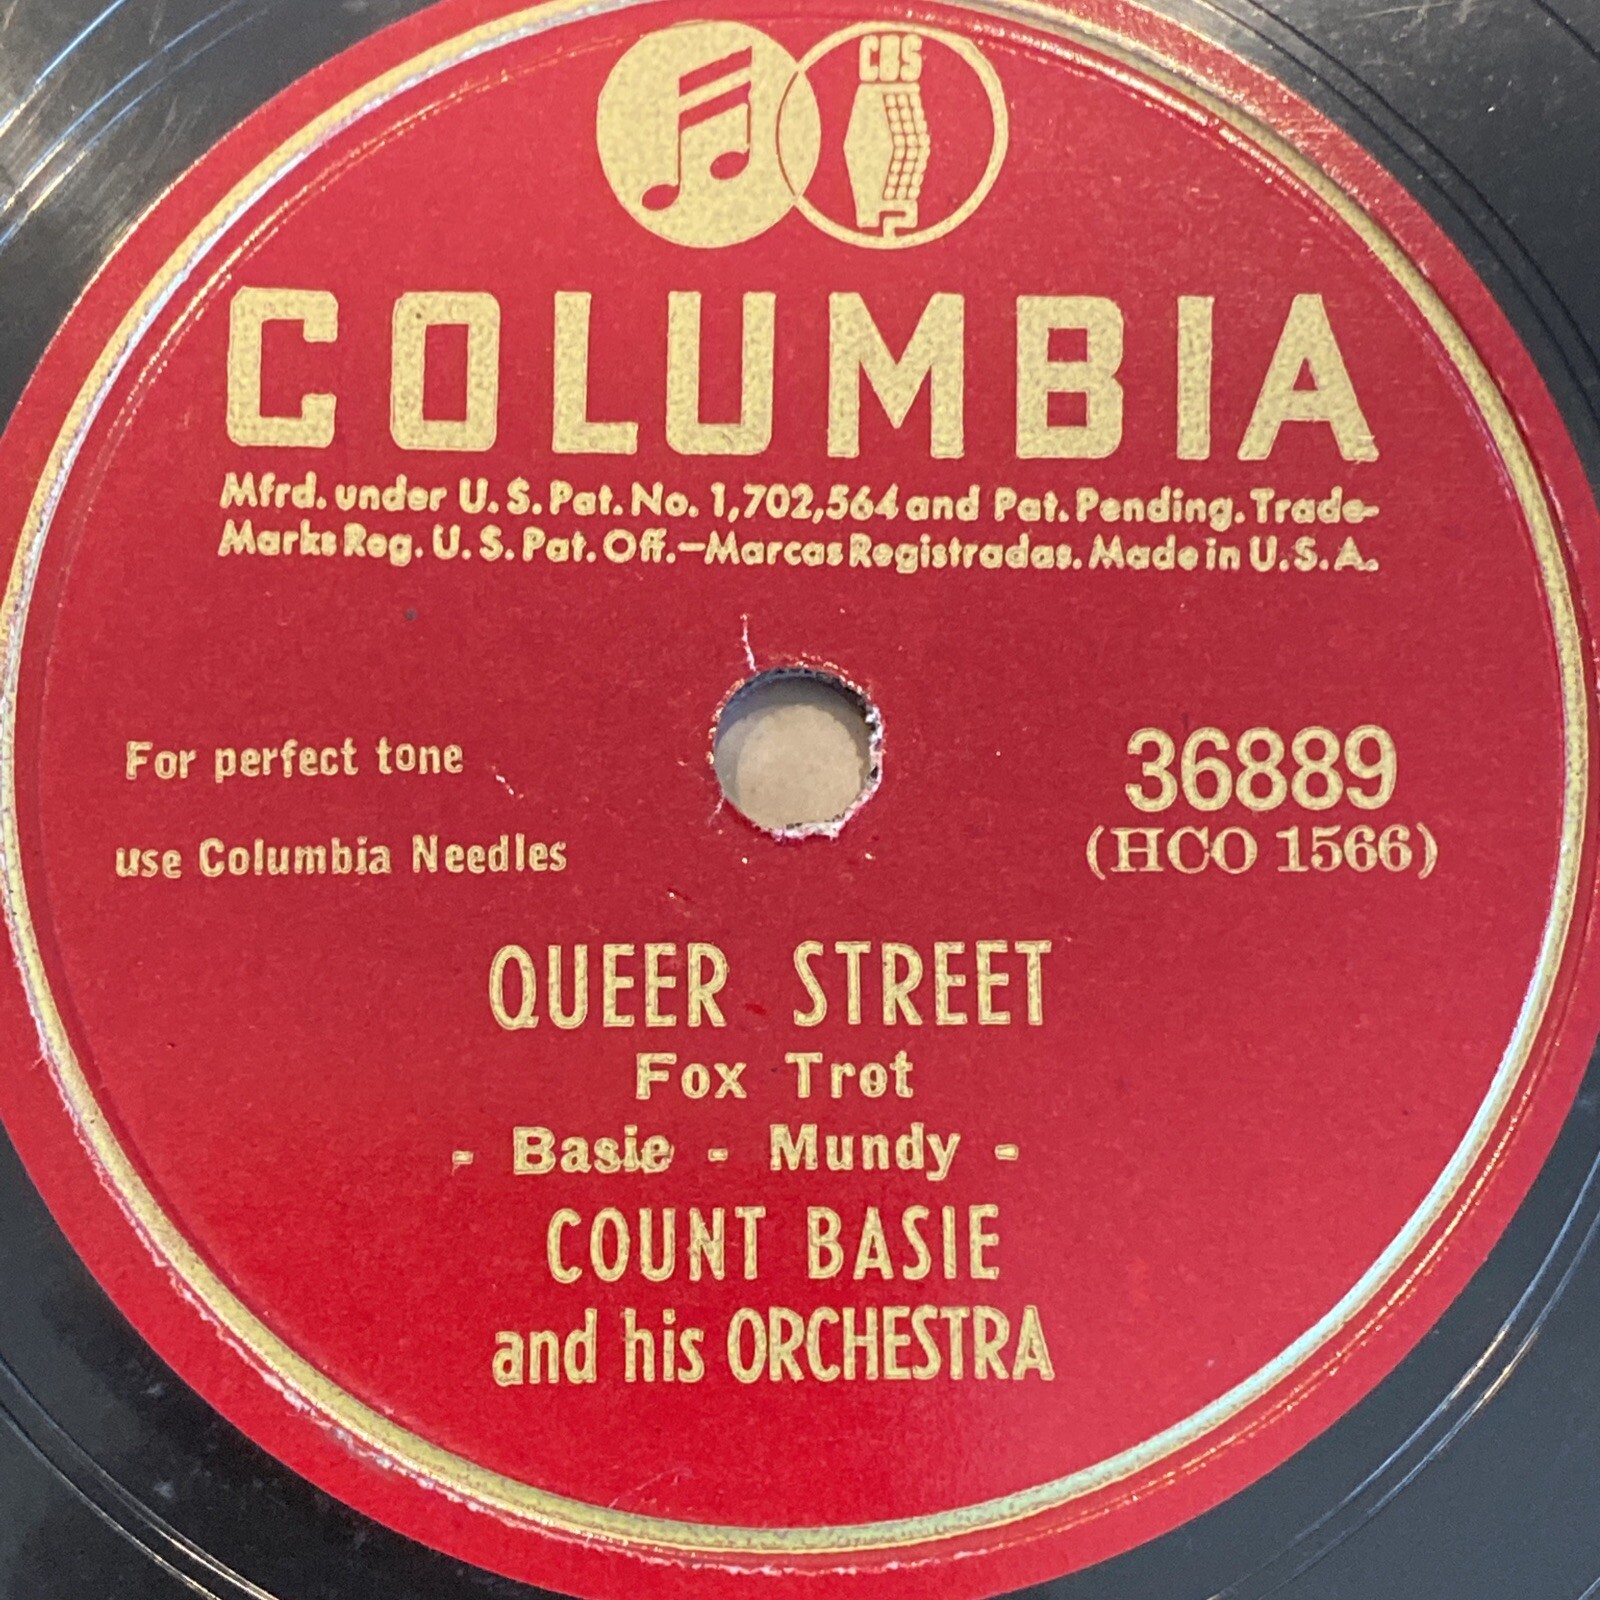 CBS
COLUMBIA
Mfrd. under U. S. Pat. No. 1,702,564 and Pat. Pending. Trade-
Marks Reg. U. S. Pat. Off.—Marcas Registradas. Made in U.S.A.
For perfect tone
36889
use Columbia Needles
(HCO 1566)
QUEER STREET
Fox Trot
- Basie - Mundy -
COUNT BASIE
and his ORCHESTRA